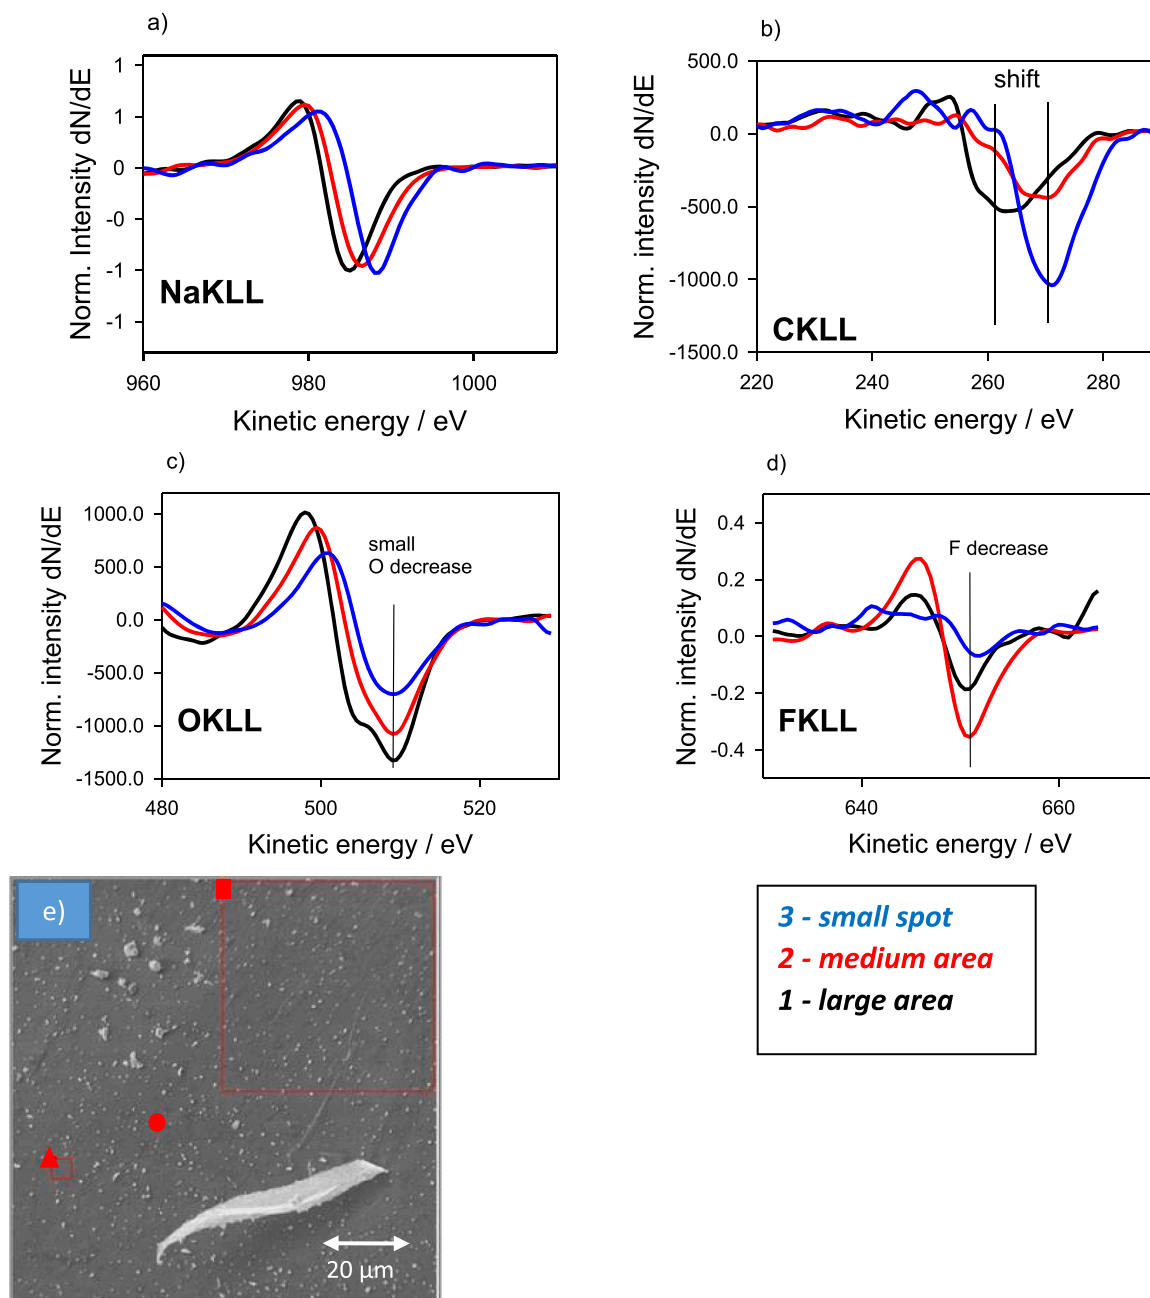 a)
Norm. Intensity dN/dE
1
1
0
-0
-1
-1
NaKLL
960
980
1000
Kinetic energy / eV
b)
Norm. intensity dN/dE
500.0
0.0
-500.0
-1000.0
-1500.0
shift
CKLL
220
240
260
280
Kinetic energy / eV
c)
Norm. intensity dN/dE
1000.0
500.0
0.0
-500.0
-1000.0
-1500.0
small
O decrease
OKLL
480
500
520
Kinetic energy / eV
d)
Norm. intensity dN/dE
0.4
0.2
0.0
-0.2
-0.4
F decrease
FKLL
640
660
Kinetic energy / eV
e)
20 µm
3 - small spot
2 - medium area
1 - large area